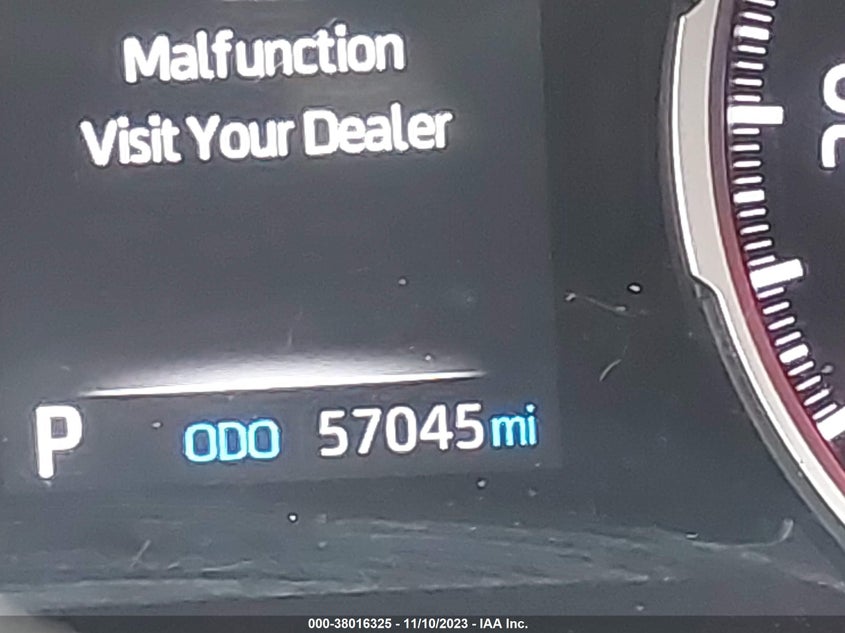 Malfunction
Visit Your Dealer
P ODO 57045 mi
000-38016325 - 11/10/2023 - IAA Inc.